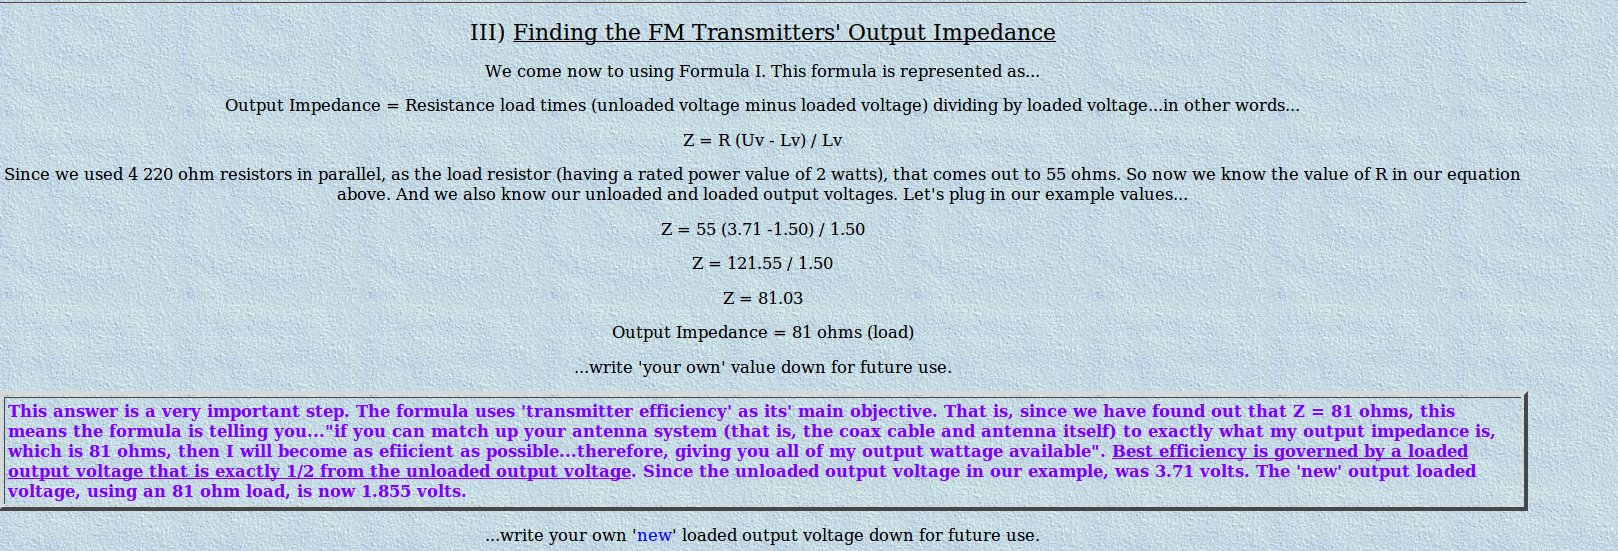 III) Finding the FM Transmitters' Output Impedance
We come now to using Formula I. This formula is represented as...
Output Impedance = Resistance load times (unloaded voltage minus loaded voltage) dividing by loaded voltage...in other words...
Z = R (Uv - Lv) / Lv
Since we used 4 220 ohm resistors in parallel, as the load resistor (having a rated power value of 2 watts), that comes out to 55 ohms. So now we know the value of R in our equation
above. And we also know our unloaded and loaded output voltages. Let's plug in our example values...
Z = 55 (3.71 -1.50) / 1.50
Z = 121.55 / 1.50
Z = 81.03
Output Impedance = 81 ohms (load)
...write 'your own' value down for future use.
This answer is a very important step. The formula uses 'transmitter efficiency' as its' main objective. That is, since we have found out that Z = 81 ohms, this
means the formula is telling you..."if you can match up your antenna system (that is, the coax cable and antenna itself) to exactly what my output impedance is,
which is 81 ohms, then I will become as efiicient as possible...therefore, giving you all of my output wattage available". Best efficiency is governed by a loaded
output voltage that is exactly 1/2 from the unloaded output voltage. Since the unloaded output voltage in our example, was 3.71 volts. The 'new' output loaded
voltage, using an 81 ohm load, is now 1.855 volts.
...write your own 'new' loaded output voltage down for future use.